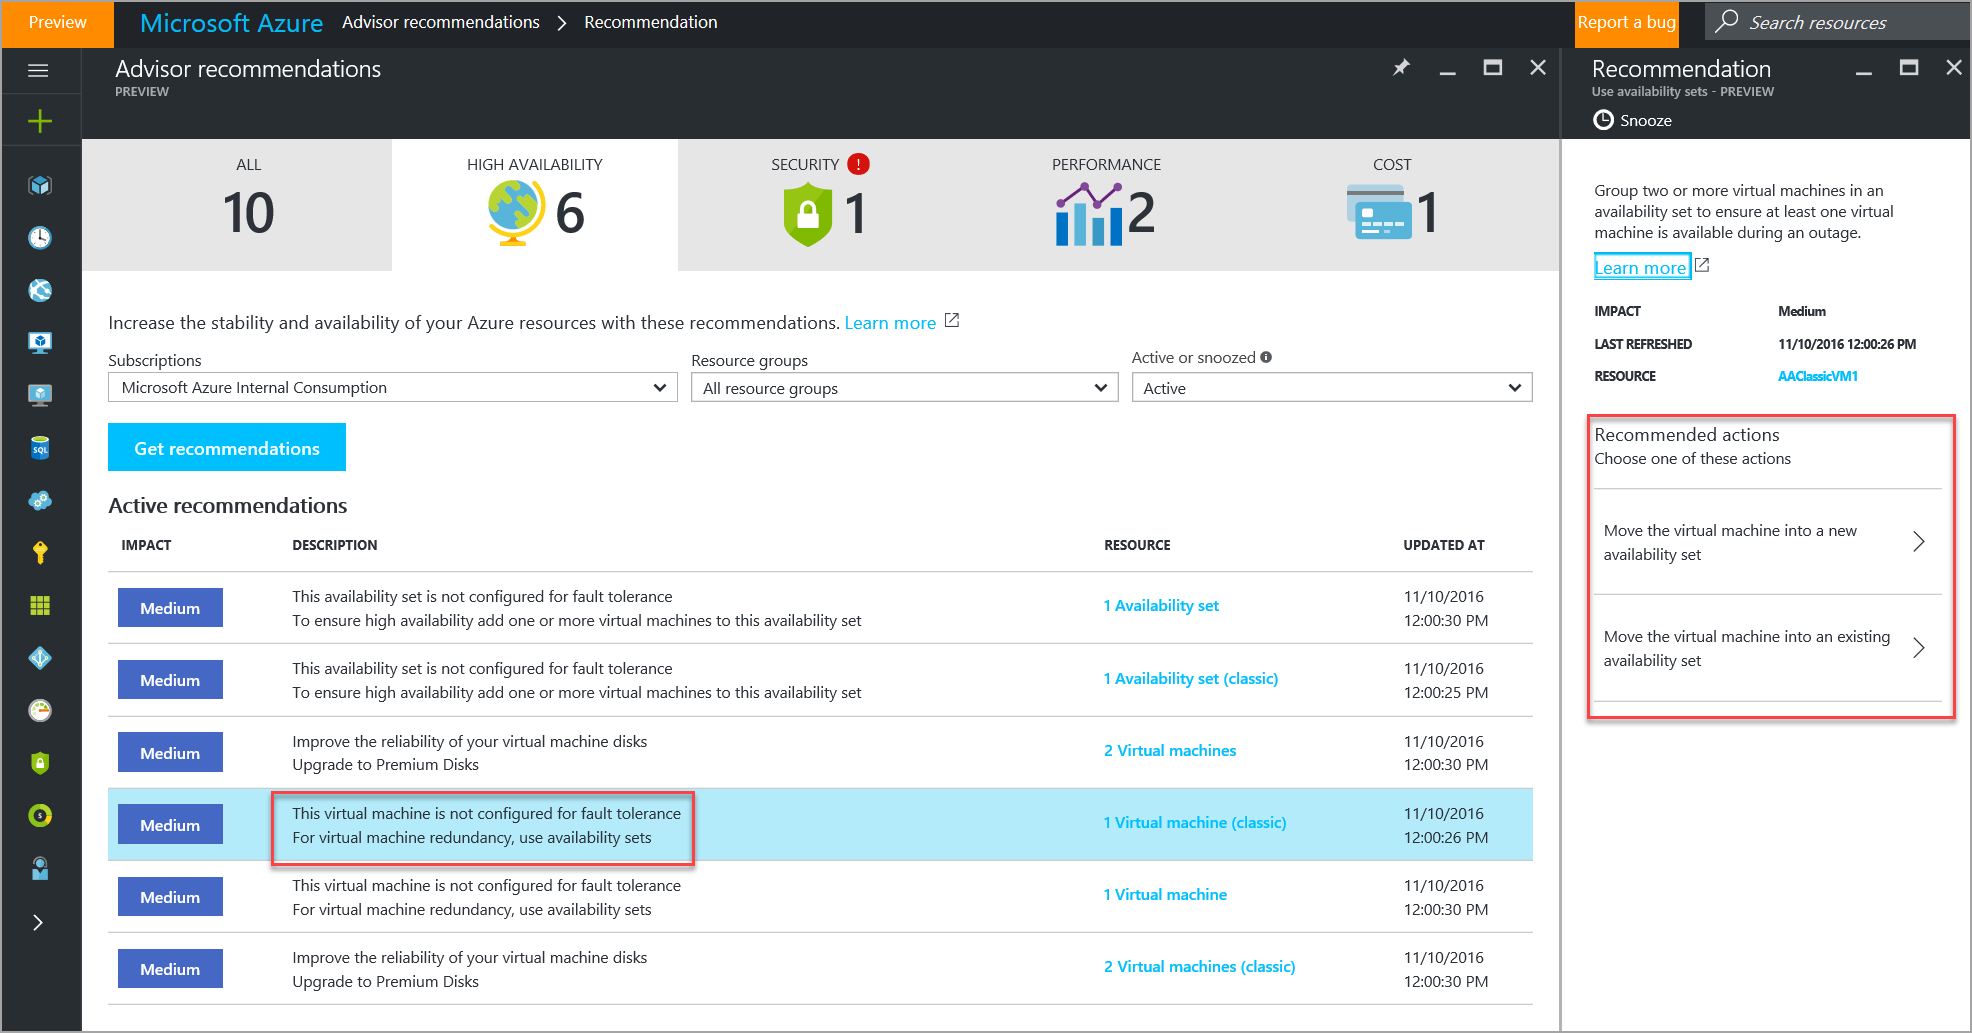 Preview
Microsoft Azure Advisor recommendations > Recommendation
Report a bug
Search resources
Advisor recommendations
PREVIEW
ALL
10
HIGH AVAILABILITY
6
SECURITY !
1
PERFORMANCE
2
COST
1
Increase the stability and availability of your Azure resources with these recommendations. Learn more
Subscriptions
Microsoft Azure Internal Consumption
Resource groups
All resource groups
Active or snoozed
Active
Get recommendations
Active recommendations
IMPACT DESCRIPTION RESOURCE UPDATED AT
Medium
This availability set is not configured for fault tolerance
To ensure high availability add one or more virtual machines to this availability set
1 Availability set
11/10/2016
12:00:30 PM
Medium
This availability set is not configured for fault tolerance
To ensure high availability add one or more virtual machines to this availability set
1 Availability set (classic)
11/10/2016
12:00:25 PM
Medium
Improve the reliability of your virtual machine disks
Upgrade to Premium Disks
2 Virtual machines
11/10/2016
12:00:30 PM
Medium
This virtual machine is not configured for fault tolerance
For virtual machine redundancy, use availability sets
1 Virtual machine (classic)
11/10/2016
12:00:26 PM
Medium
This virtual machine is not configured for fault tolerance
For virtual machine redundancy, use availability sets
1 Virtual machine
11/10/2016
12:00:30 PM
Medium
Improve the reliability of your virtual machine disks
Upgrade to Premium Disks
2 Virtual machines (classic)
11/10/2016
12:00:30 PM
Recommendation
Use availability sets - PREVIEW
Snooze
Group two or more virtual machines in an
availability set to ensure at least one virtual
machine is available during an outage.
Learn more
IMPACT Medium
LAST REFRESHED 11/10/2016 12:00:26 PM
RESOURCE AAClassicVM1
Recommended actions
Choose one of these actions
Move the virtual machine into a new
availability set
Move the virtual machine into an existing
availability set
SQL